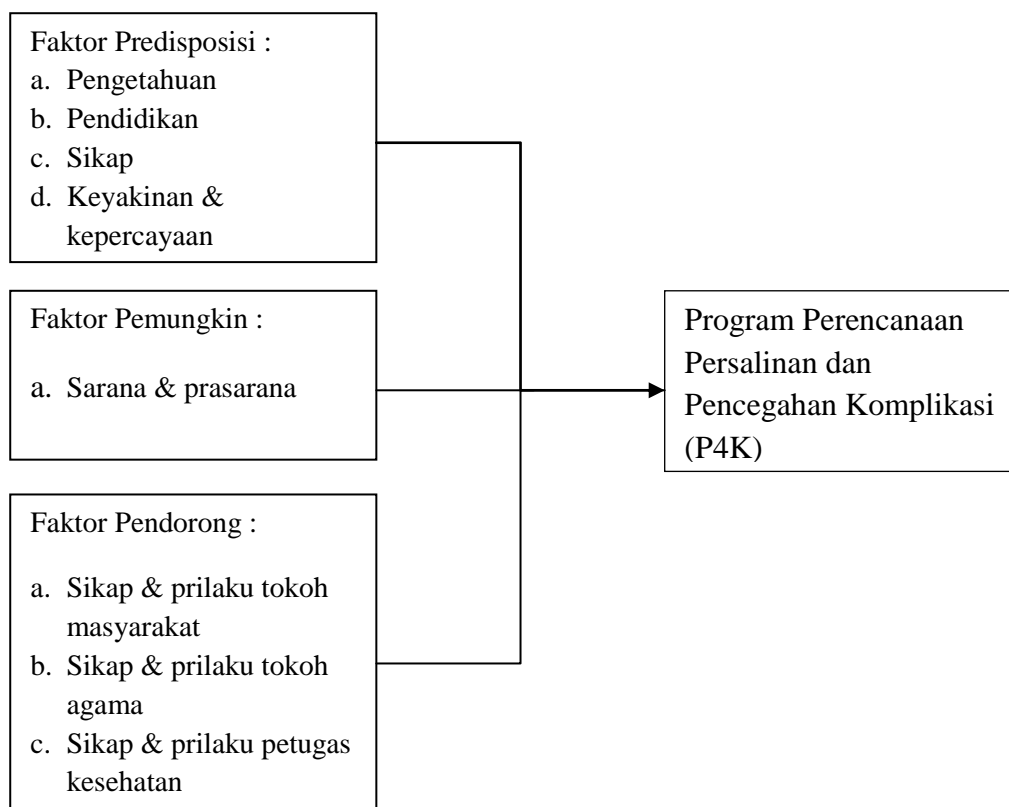 Faktor Predisposisi :
a. Pengetahuan
b. Pendidikan
c. Sikap
d. Keyakinan &
kepercayaan
Faktor Pemungkin :
a. Sarana & prasarana
Faktor Pendorong :
a. Sikap & prilaku tokoh
masyarakat
b. Sikap & prilaku tokoh
agama
c. Sikap & prilaku petugas
kesehatan
Program Perencanaan
Persalinan dan
Pencegahan Komplikasi
(P4K)